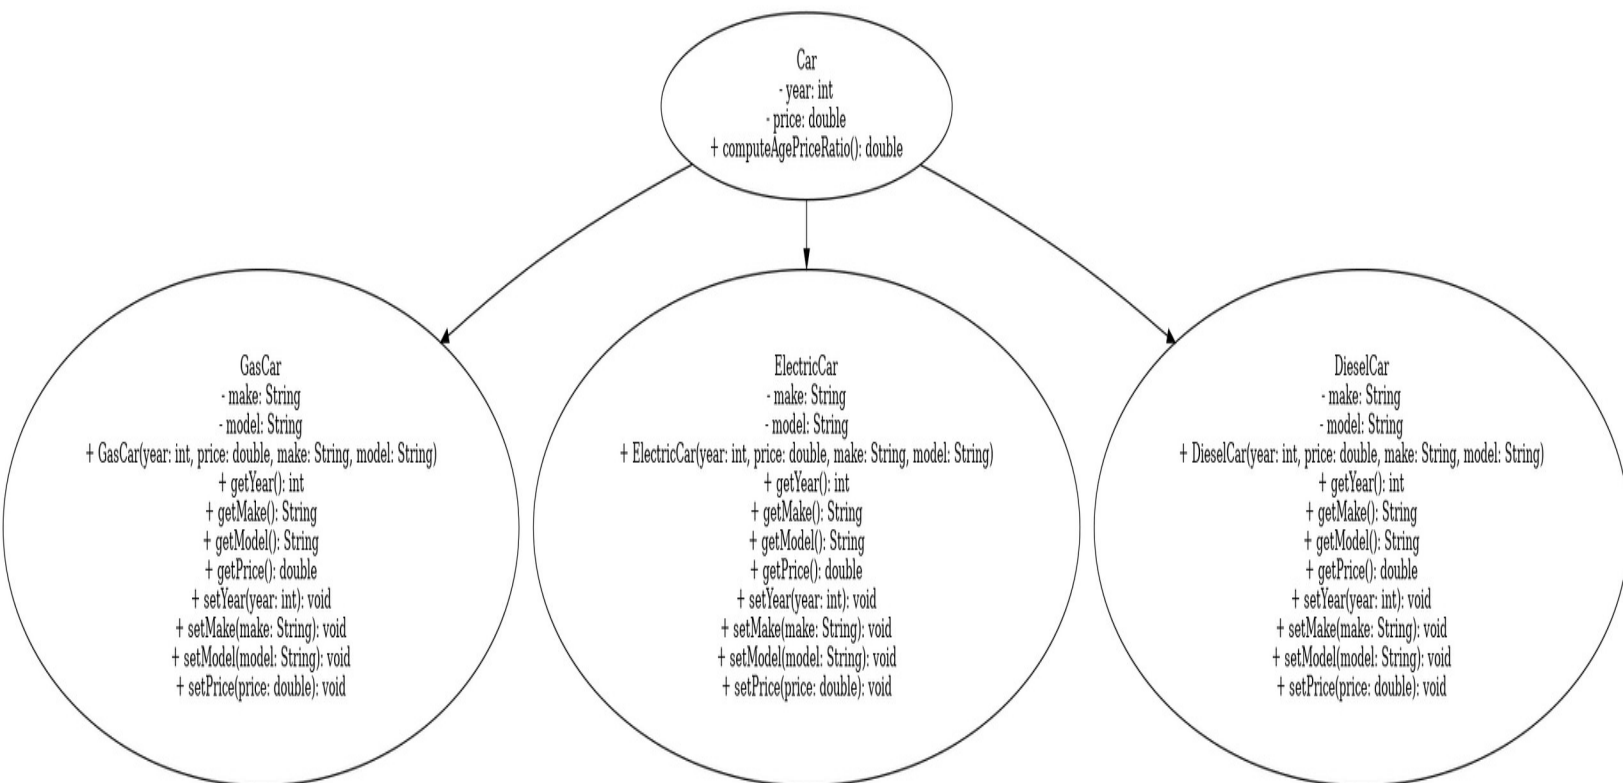 Car
- year: int
- price: double
+ computeAgePriceRatio(): double
GasCar
- make: String
- model: String
+ GasCar(year: int, price: double, make: String, model: String)
+ getYear(): int
+ getMake(): String
+ getModel(): String
+ getPrice(): double
+ setYear(year: int): void
+ setMake(make: String): void
+ setModel(model: String): void
+ setPrice(price: double): void
ElectricCar
- make: String
- model: String
+ ElectricCar(year: int, price: double, make: String, model: String)
+ getYear(): int
+ getMake(): String
+ getModel(): String
+ getPrice(): double
+ setYear(year: int): void
+ setMake(make: String): void
+ setModel(model: String): void
+ setPrice(price: double): void
DieselCar
- make: String
- model: String
+ DieselCar(year: int, price: double, make: String, model: String)
+ getYear(): int
+ getMake(): String
+ getModel(): String
+ getPrice(): double
+ setYear(year: int): void
+ setMake(make: String): void
+ setModel(model: String): void
+ setPrice(price: double): void